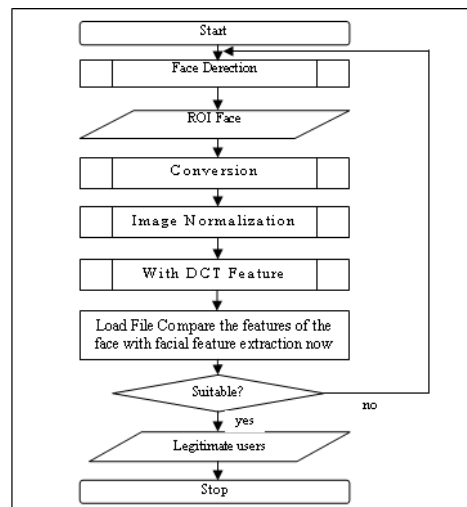 Start
Face Derection
ROI Face
Conversion
Image Normalization
With DCT Feature
Load File Compare the features of the
face with facial feature extraction now
Suitable?
no
yes
Legitimate users
Stop